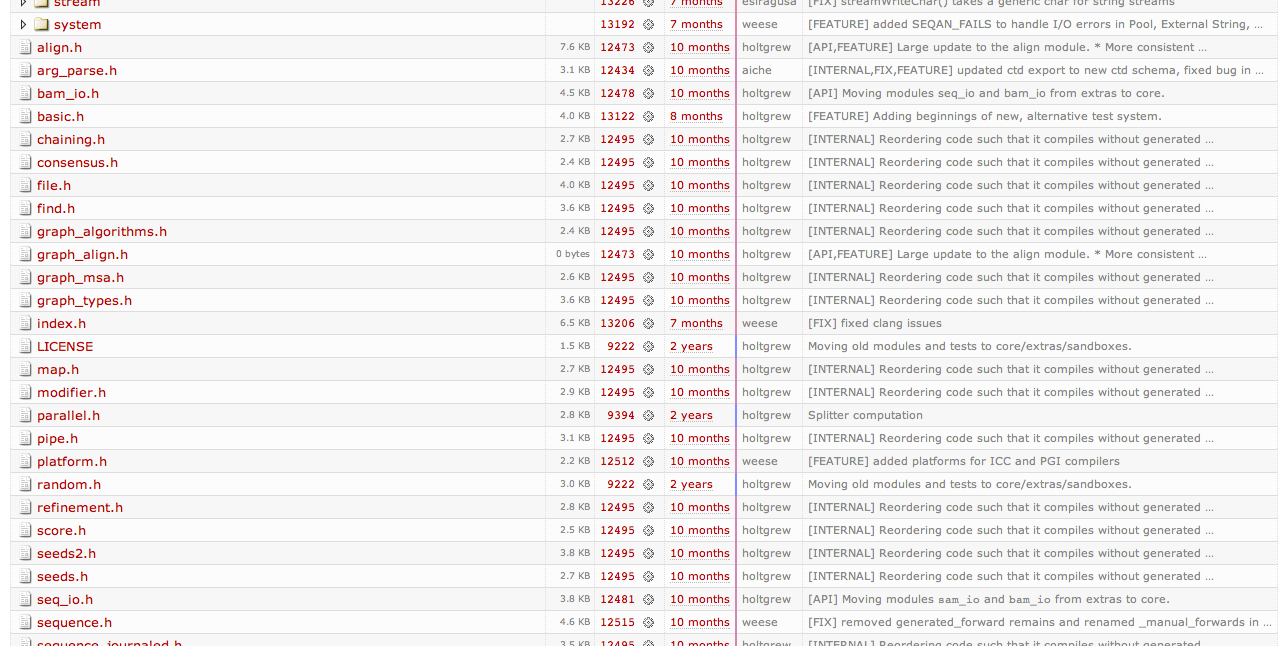 stream 13226 7 months esiragusa [FIX] streamWriteChar() takes a generic char for string streams
system 13192 7 months weese [FEATURE] added SEQAN_FAILS to handle I/O errors in Pool, External String, …
align.h 7.6 KB 12473 10 months holtgrew [API,FEATURE] Large update to the align module. * More consistent …
arg_parse.h 3.1 KB 12434 10 months aiche [INTERNAL,FIX,FEATURE] updated ctd export to new ctd schema, fixed bug in …
bam_io.h 4.5 KB 12478 10 months holtgrew [API] Moving modules seq_io and bam_io from extras to core.
basic.h 4.0 KB 13122 8 months holtgrew [FEATURE] Adding beginnings of new, alternative test system.
chaining.h 2.7 KB 12495 10 months holtgrew [INTERNAL] Reordering code such that it compiles without generated …
consensus.h 2.4 KB 12495 10 months holtgrew [INTERNAL] Reordering code such that it compiles without generated …
file.h 4.0 KB 12495 10 months holtgrew [INTERNAL] Reordering code such that it compiles without generated …
find.h 3.6 KB 12495 10 months holtgrew [INTERNAL] Reordering code such that it compiles without generated …
graph_algorithms.h 2.4 KB 12495 10 months holtgrew [INTERNAL] Reordering code such that it compiles without generated …
graph_align.h 0 bytes 12473 10 months holtgrew [API,FEATURE] Large update to the align module. * More consistent …
graph_msa.h 2.6 KB 12495 10 months holtgrew [INTERNAL] Reordering code such that it compiles without generated …
graph_types.h 3.6 KB 12495 10 months holtgrew [INTERNAL] Reordering code such that it compiles without generated …
index.h 6.5 KB 13206 7 months weese [FIX] fixed clang issues
LICENSE 1.5 KB 9222 2 years holtgrew Moving old modules and tests to core/extras/sandboxes.
map.h 2.7 KB 12495 10 months holtgrew [INTERNAL] Reordering code such that it compiles without generated …
modifier.h 2.9 KB 12495 10 months holtgrew [INTERNAL] Reordering code such that it compiles without generated …
parallel.h 2.8 KB 9394 2 years holtgrew Splitter computation
pipe.h 3.1 KB 12495 10 months holtgrew [INTERNAL] Reordering code such that it compiles without generated …
platform.h 2.2 KB 12512 10 months weese [FEATURE] added platforms for ICC and PGI compilers
random.h 3.0 KB 9222 2 years holtgrew Moving old modules and tests to core/extras/sandboxes.
refinement.h 2.8 KB 12495 10 months holtgrew [INTERNAL] Reordering code such that it compiles without generated …
score.h 2.5 KB 12495 10 months holtgrew [INTERNAL] Reordering code such that it compiles without generated …
seeds2.h 3.8 KB 12495 10 months holtgrew [INTERNAL] Reordering code such that it compiles without generated …
seeds.h 2.7 KB 12495 10 months holtgrew [INTERNAL] Reordering code such that it compiles without generated …
seq_io.h 3.8 KB 12481 10 months holtgrew [API] Moving modules sam_io and bam_io from extras to core.
sequence.h 4.6 KB 12515 10 months weese [FIX] removed generated_forward remains and renamed _manual_forwards in …
sequence_journaled.h 3.5 KB 12495 10 months holtgrew [INTERNAL] Reordering code such that it compiles without generated …